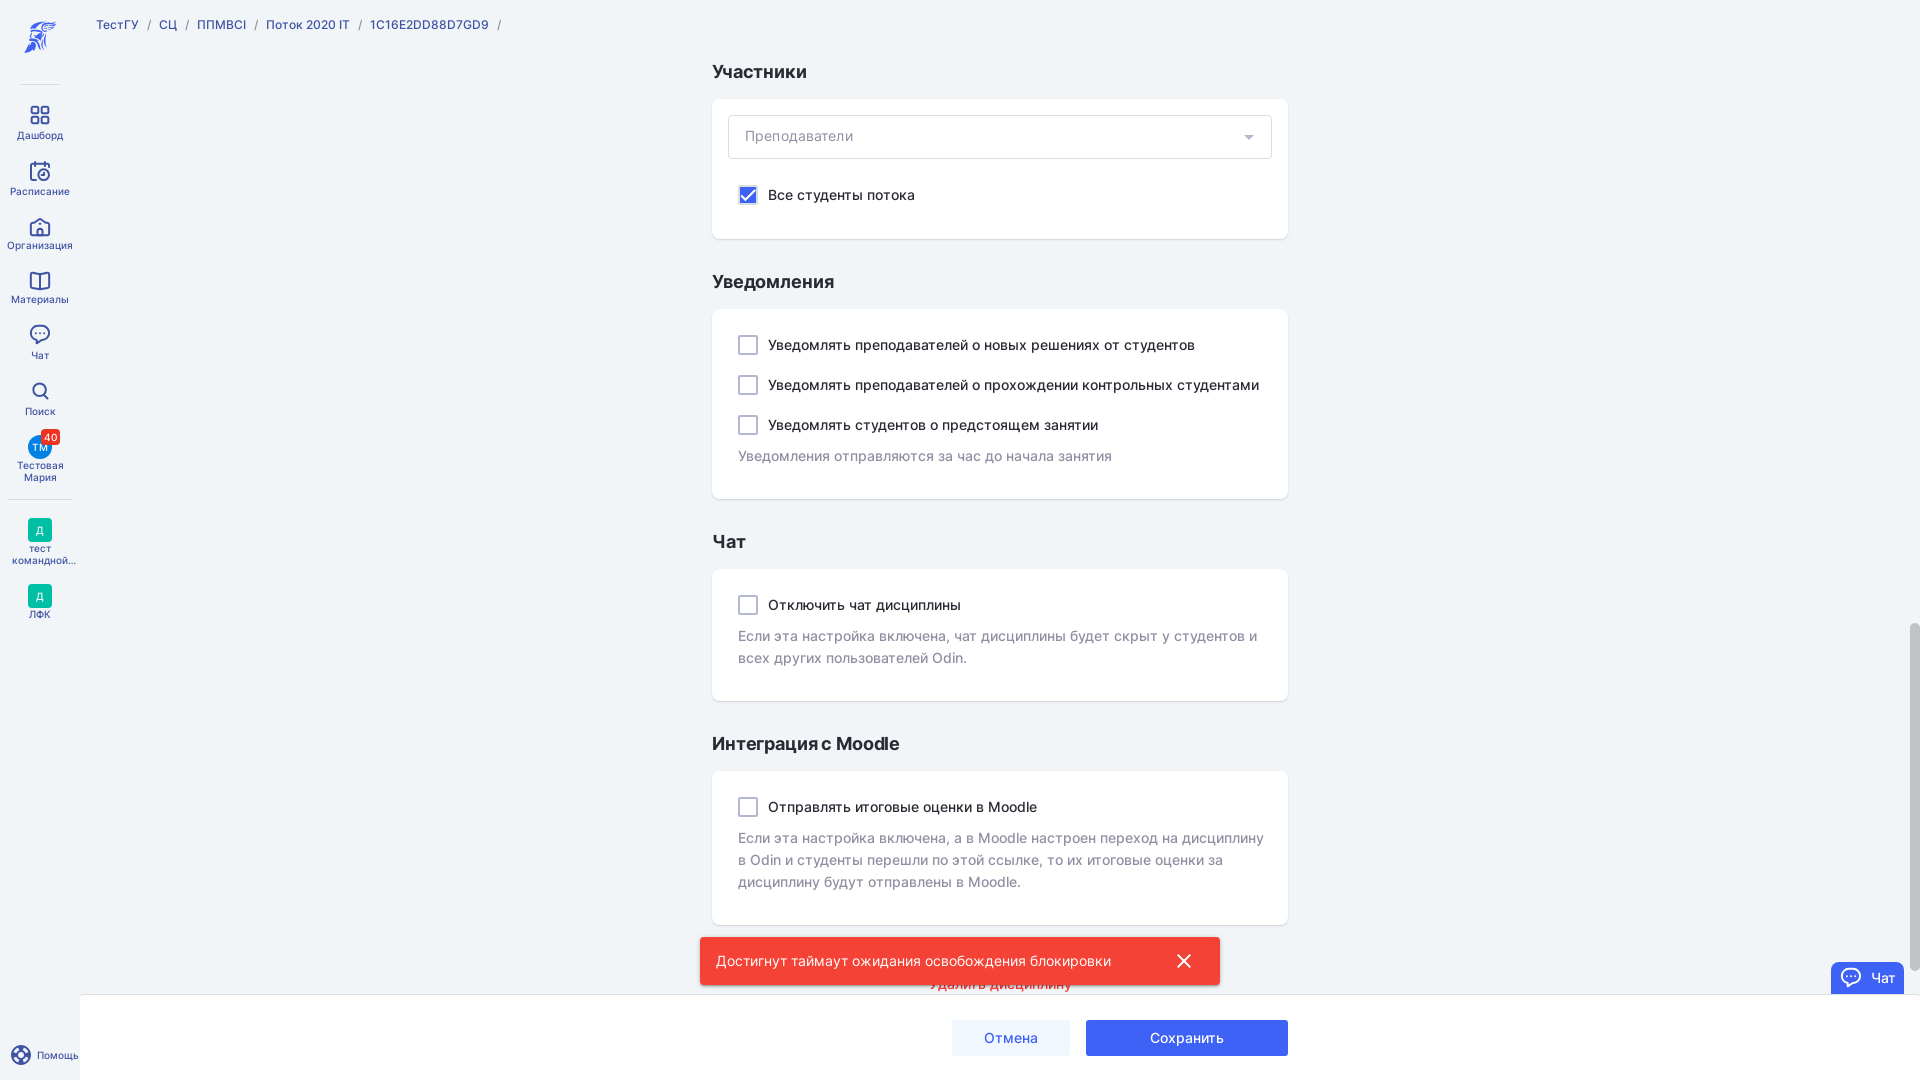 ТестГУ / СЦ / ППМВCI / Поток 2020 IT / 1C16E2DD88D7GD9 /
Дашборд
Расписание
Организация
Материалы
Чат
Поиск
40
ТМ
Тестовая
Мария
Д
тест
командной...
Д
ЛФК
Помощь
Участники
Преподаватели
Все студенты потока
Уведомления
Уведомлять преподавателей о новых решениях от студентов
Уведомлять преподавателей о прохождении контрольных студентами
Уведомлять студентов о предстоящем занятии
Уведомления отправляются за час до начала занятия
Чат
Отключить чат дисциплины
Если эта настройка включена, чат дисциплины будет скрыт у студентов и
всех других пользователей Odin.
Интеграция с Moodle
Отправлять итоговые оценки в Moodle
Если эта настройка включена, а в Moodle настроен переход на дисциплину
в Odin и студенты перешли по этой ссылке, то их итоговые оценки за
дисциплину будут отправлены в Moodle.
Достигнут таймаут ожидания освобождения блокировки
Удалить дисциплину
Чат
Отмена
Сохранить